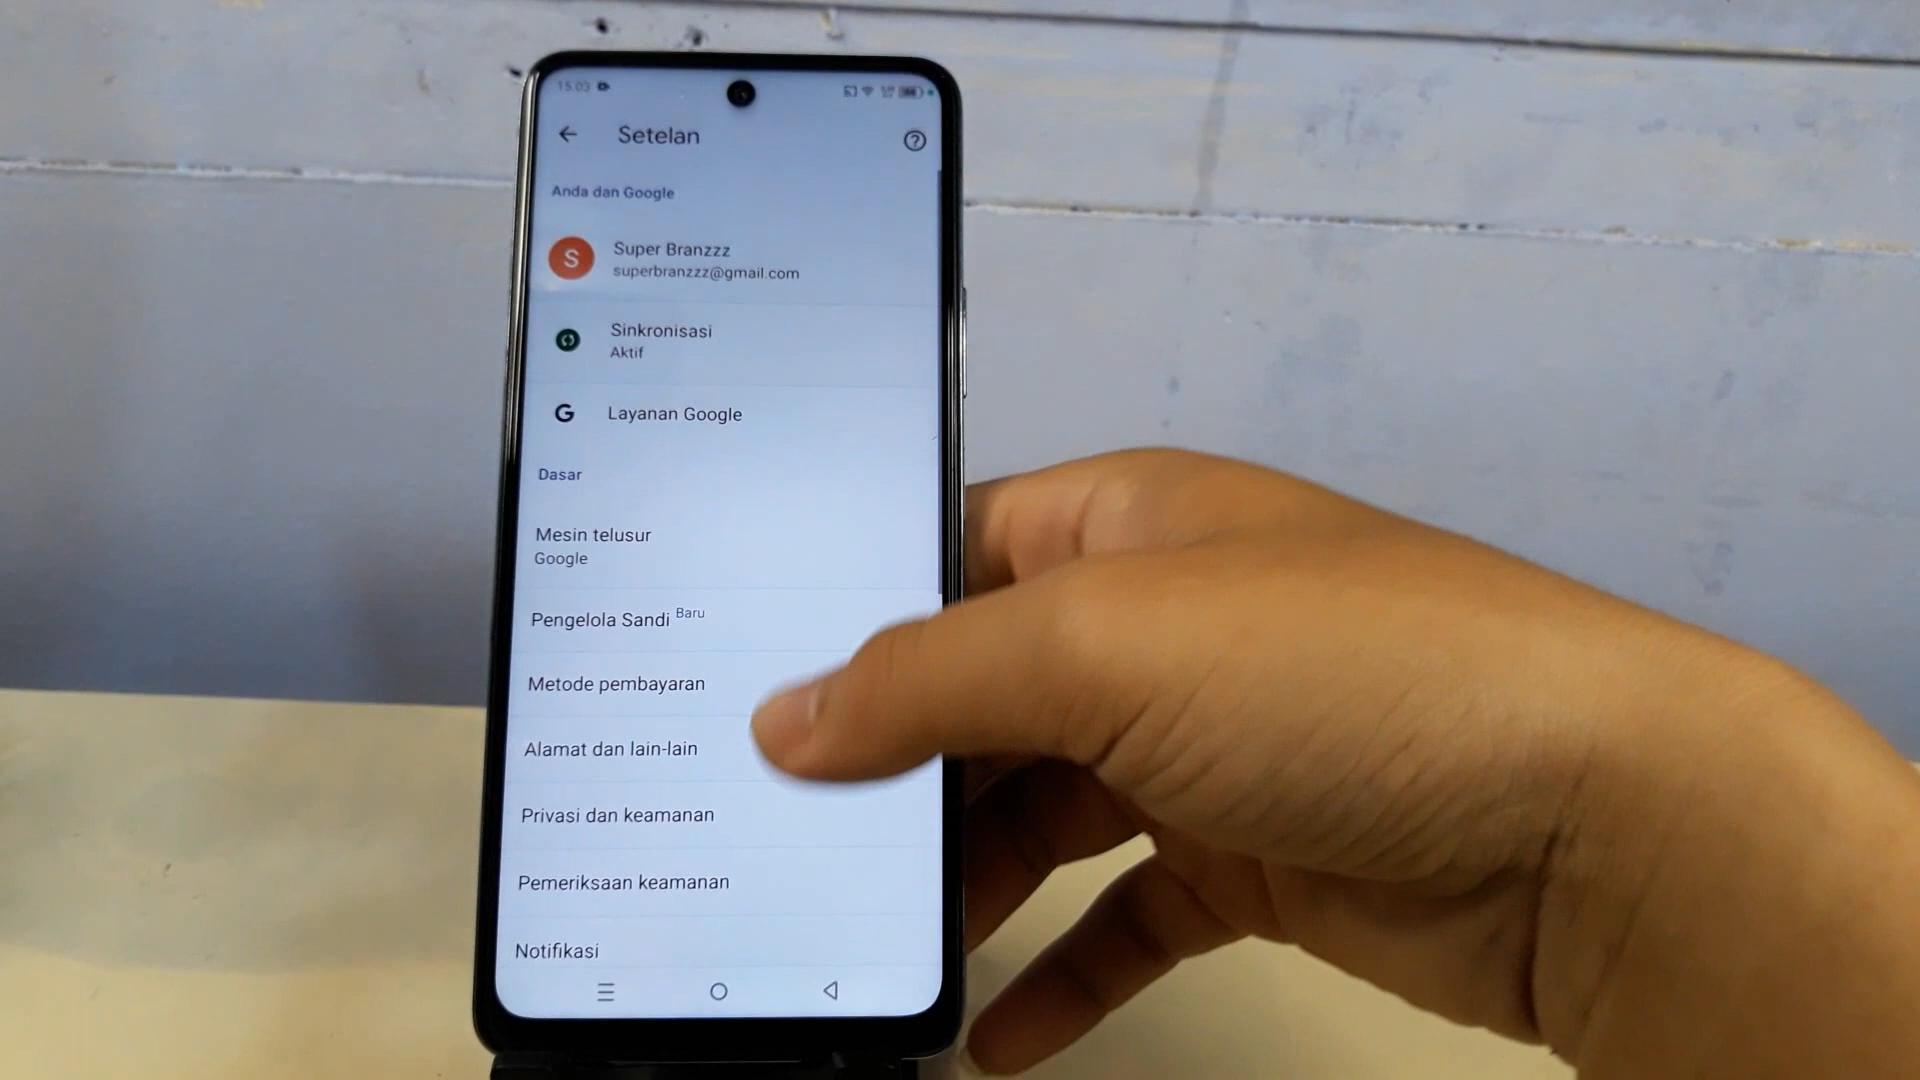 15.03
Setelan
Anda dan Google
S
Super Branzzz
superbranzzz@gmail.com
Sinkronisasi
Aktif
G
Layanan Google
Dasar
Mesin telusur
Google
Pengelola Sandi Baru
Metode pembayaran
Alamat dan lain-lain
Privasi dan keamanan
Pemeriksaan keamanan
Notifikasi